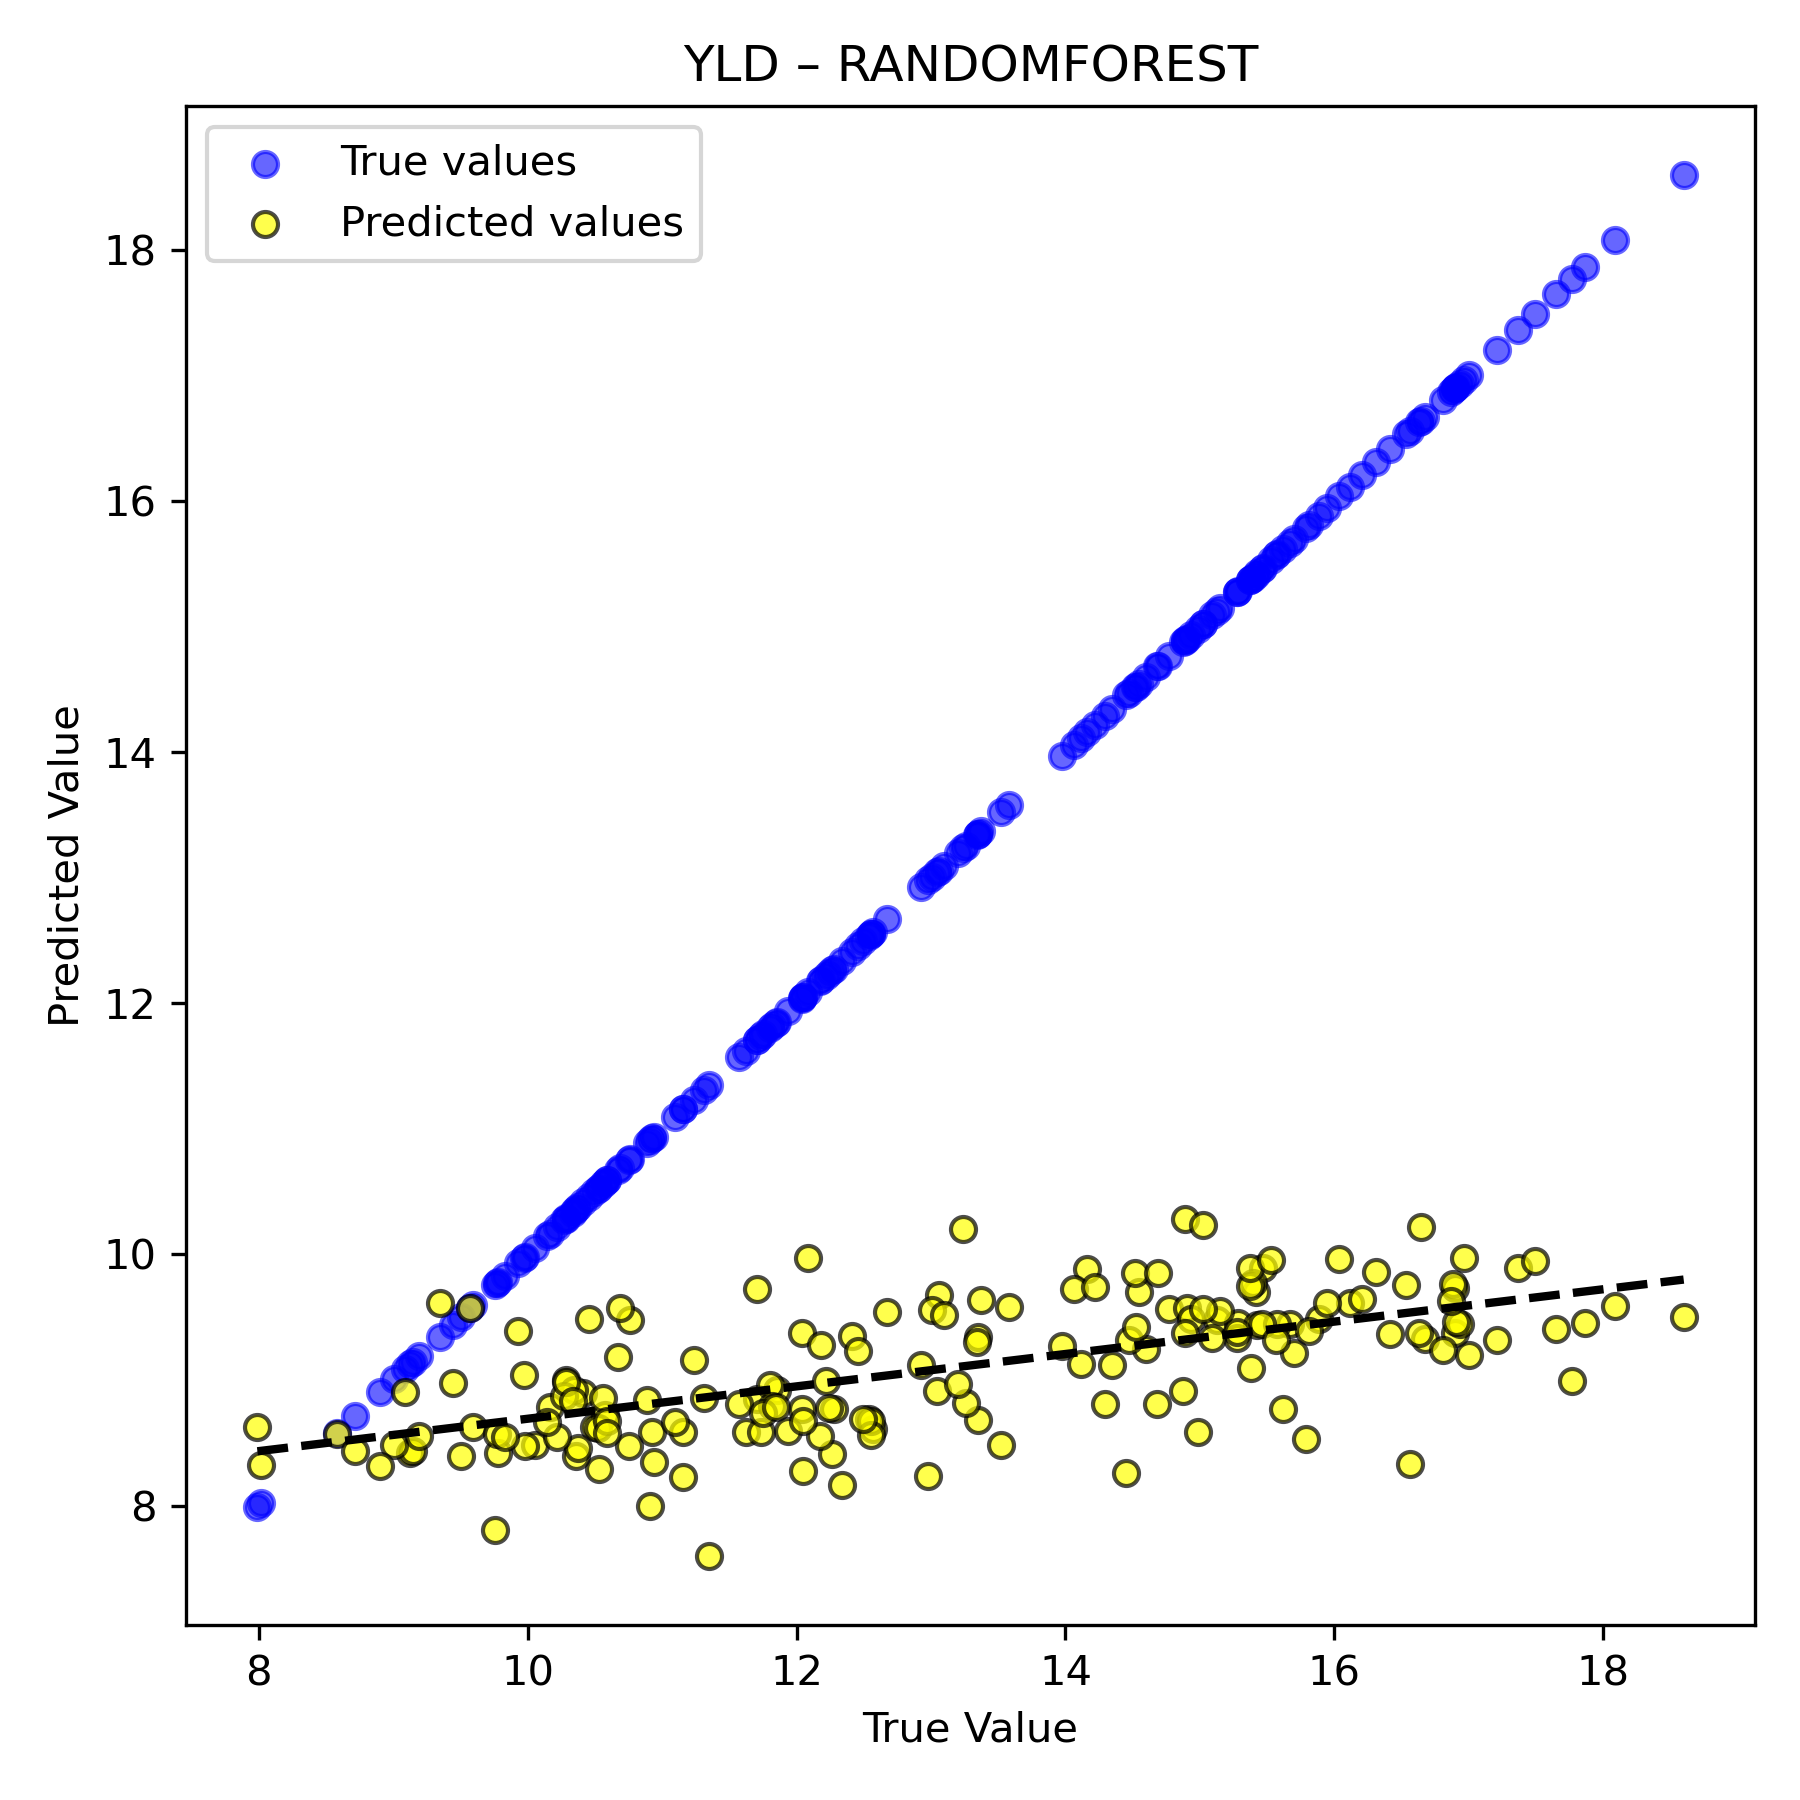 YLD – RANDOMFOREST
True values
Predicted values
18
16
14
12
10
8
Predicted Value
8 10 12 14 16 18
True Value